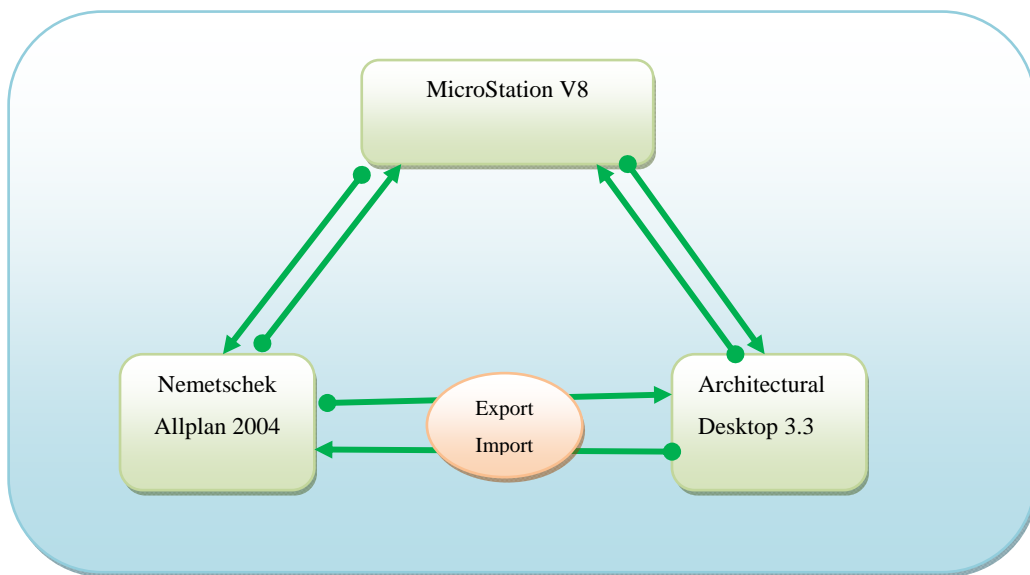 MicroStation V8
Nemetschek
Allplan 2004
Export
Import
Architectural
Desktop 3.3